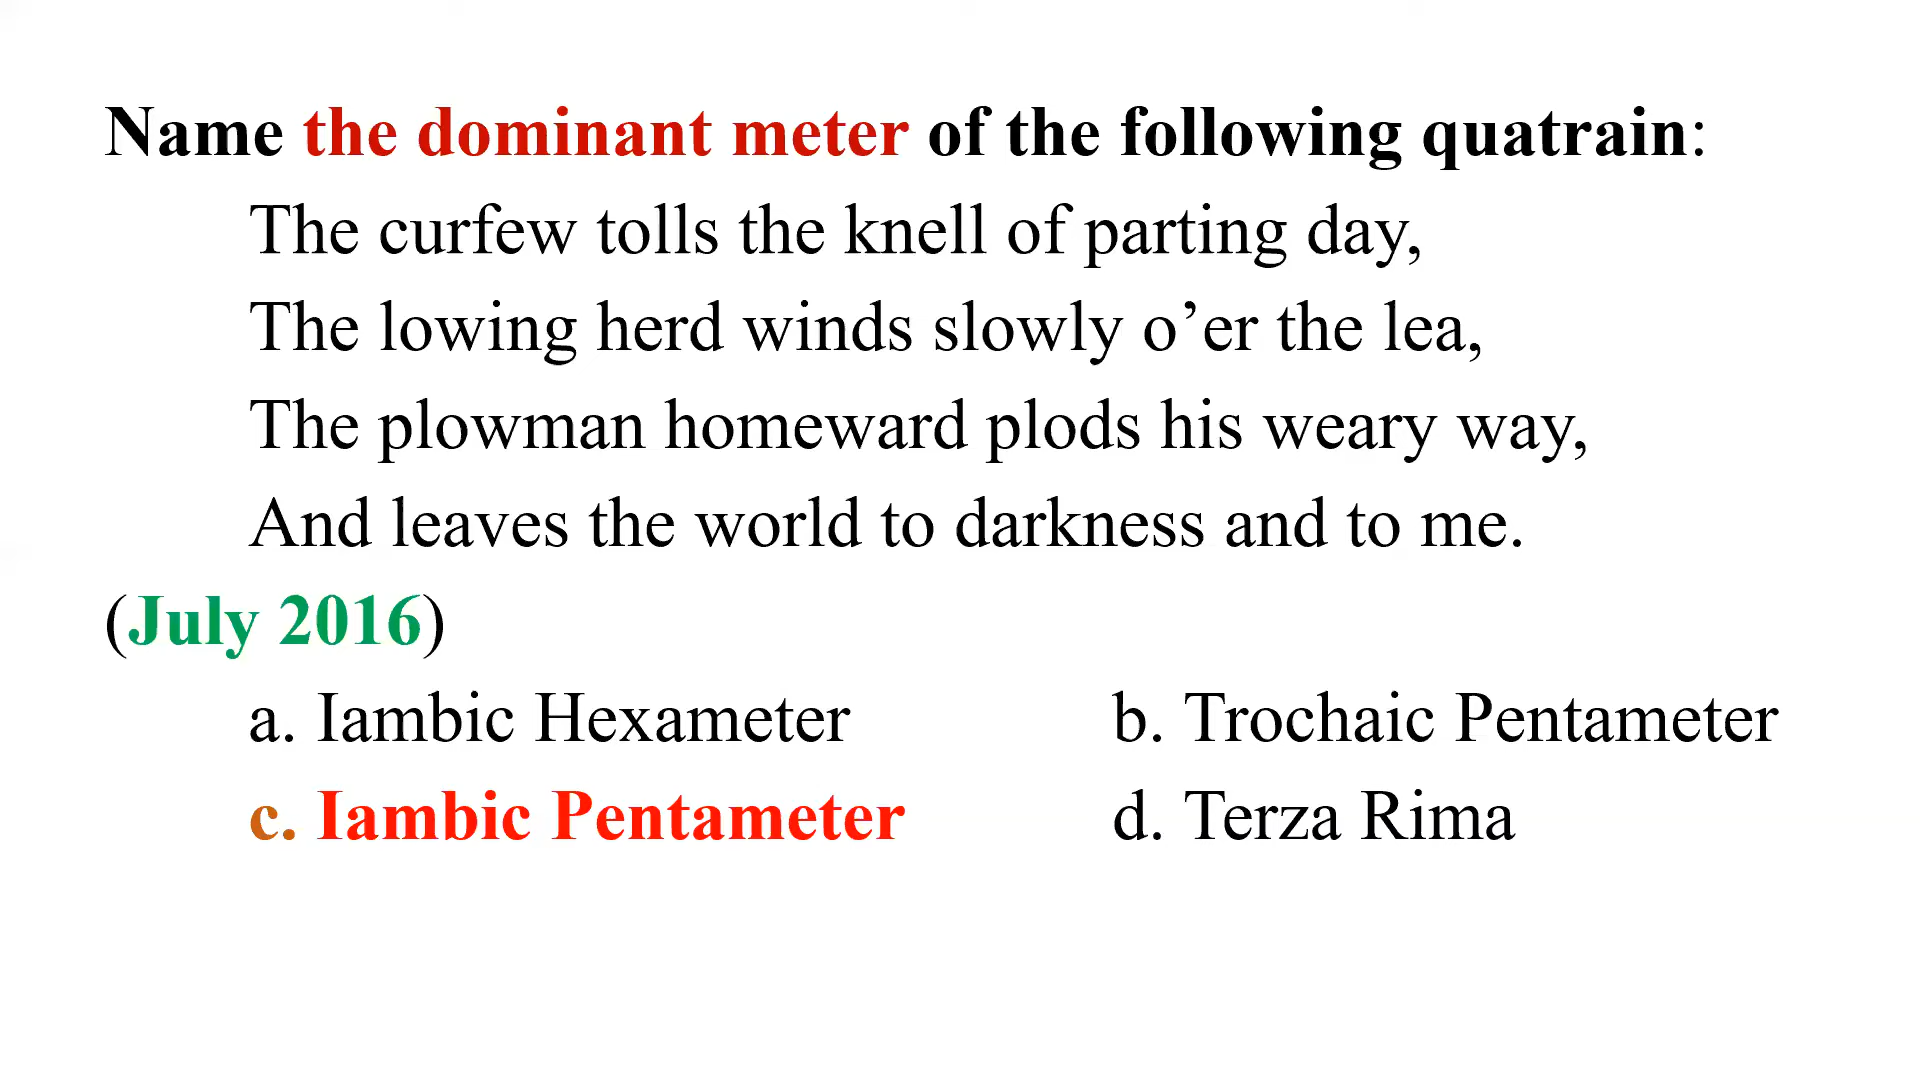 Name the dominant meter of the following quatrain:
The curfew tolls the knell of parting day,
The lowing herd winds slowly o’er the lea,
The plowman homeward plods his weary way,
And leaves the world to darkness and to me.
(July 2016)
a. Iambic Hexameter b. Trochaic Pentameter
c. Iambic Pentameter d. Terza Rima